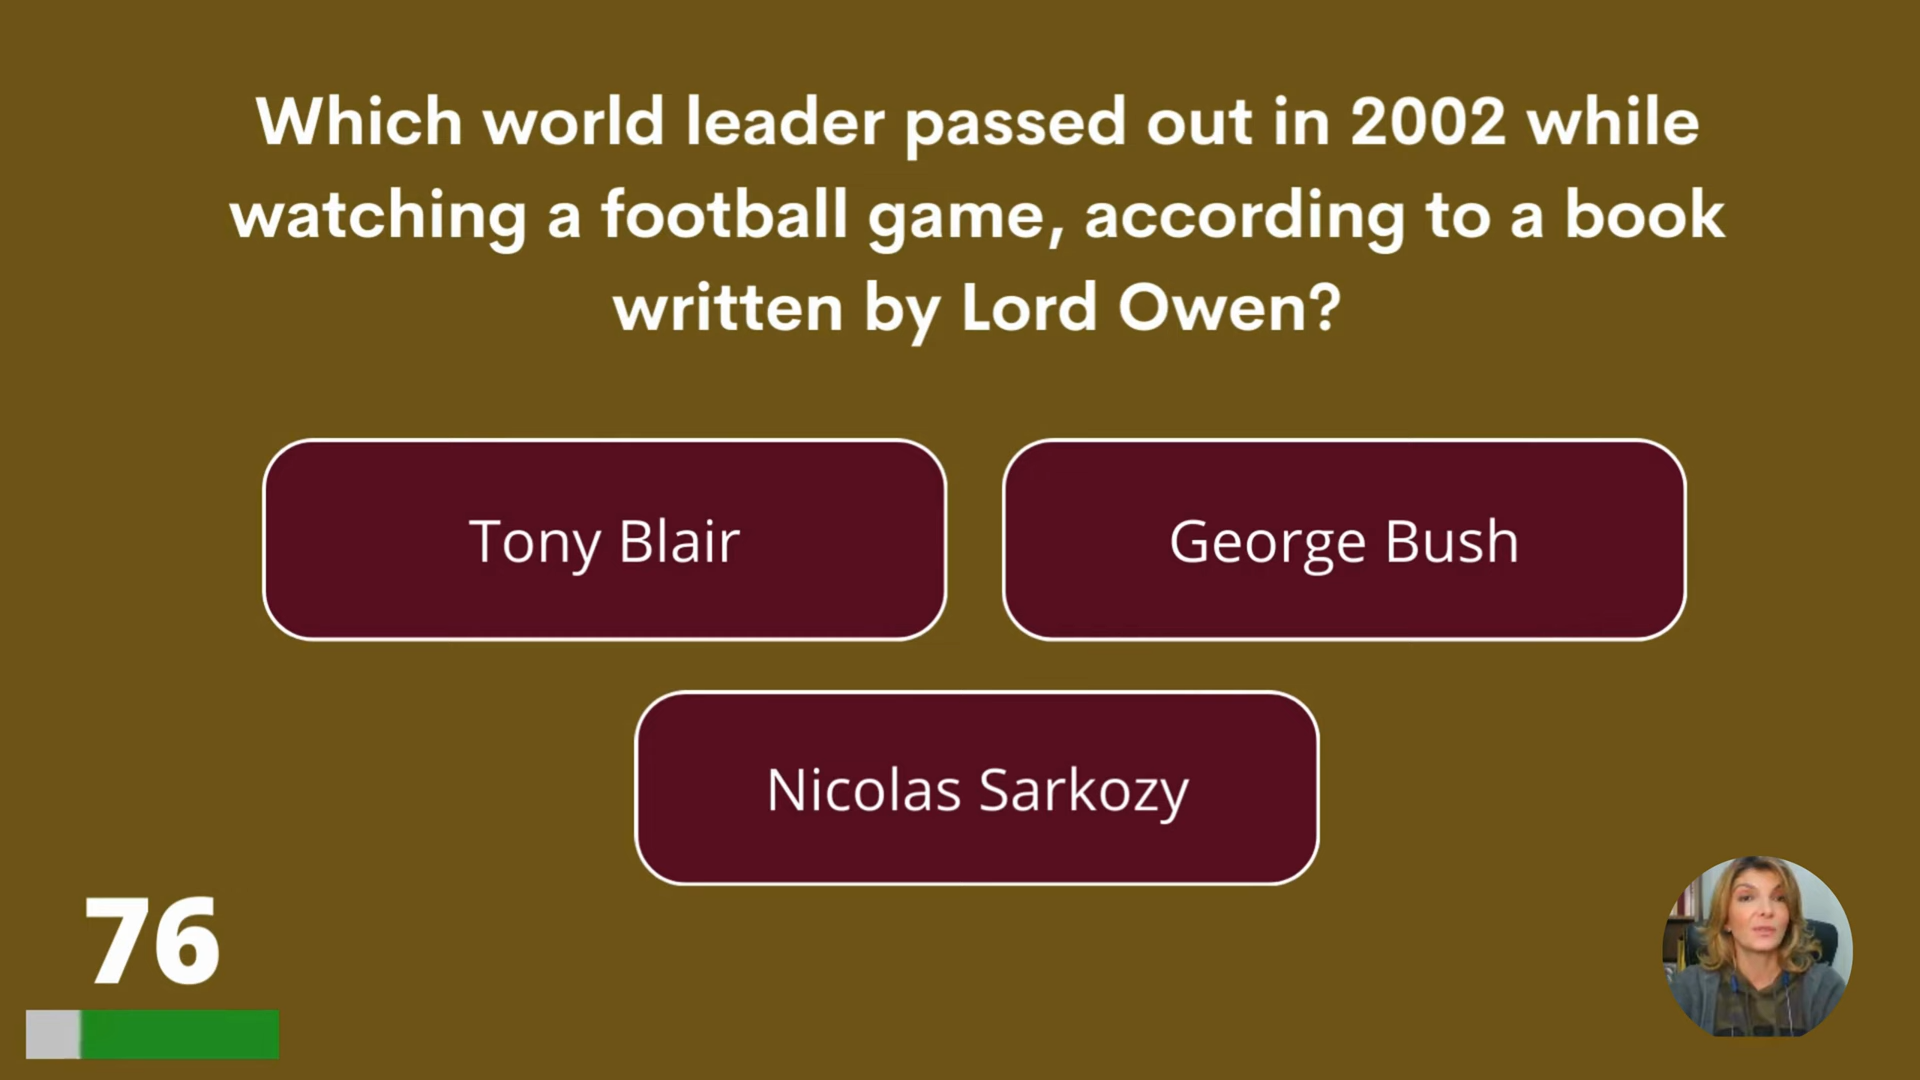 Which world leader passed out in 2002 while
watching a football game, according to a book
written by Lord Owen?
Tony Blair
George Bush
Nicolas Sarkozy
76